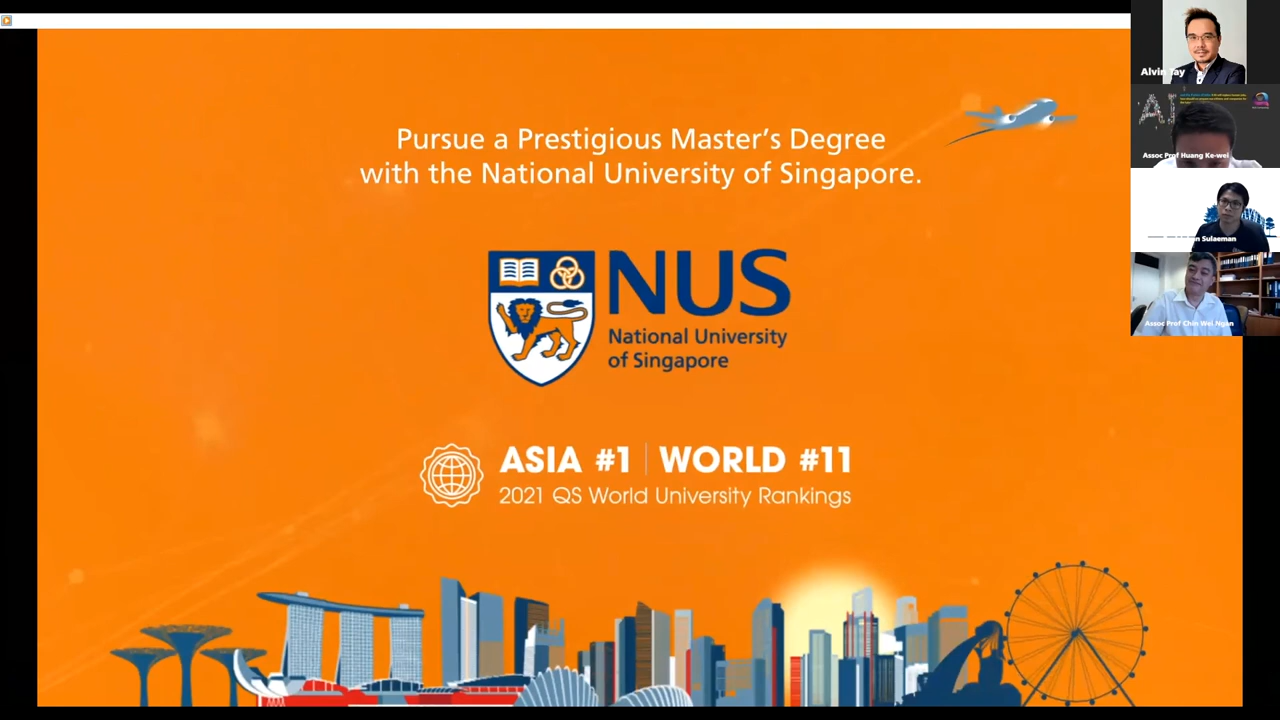 Pursue a Prestigious Master's Degree
with the National University of Singapore.
NUS
National University
of Singapore
ASIA #1 | WORLD #11
2021 QS World University Rankings
Alvin Tay
AI
Assoc Prof Huang Ke-wei
Sulaeman
Assoc Prof Chin Wei Ngan